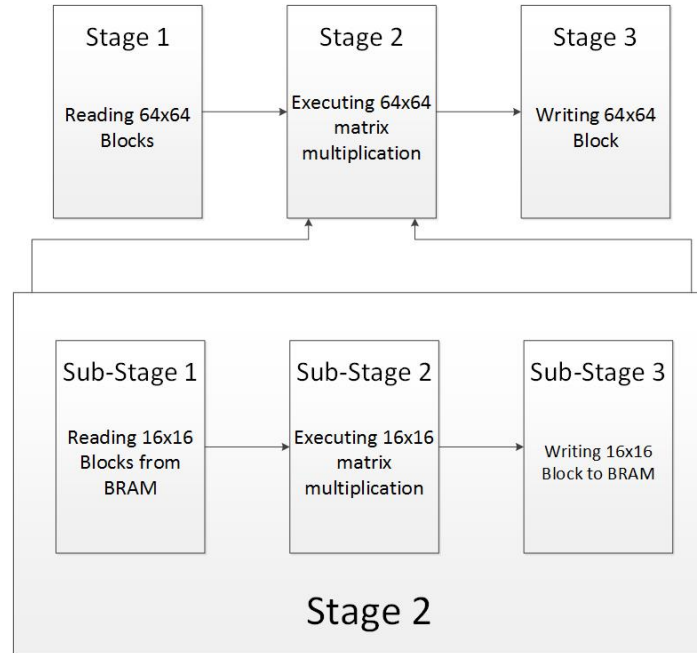 Stage 1
Reading 64x64
Blocks
Stage 2
Executing 64x64
matrix
multiplication
Stage 3
Writing 64x64
Block
Sub-Stage 1
Reading 16x16
Blocks from
BRAM
Sub-Stage 2
Executing 16x16
matrix
multiplication
Sub-Stage 3
Writing 16x16
Block to BRAM
Stage 2